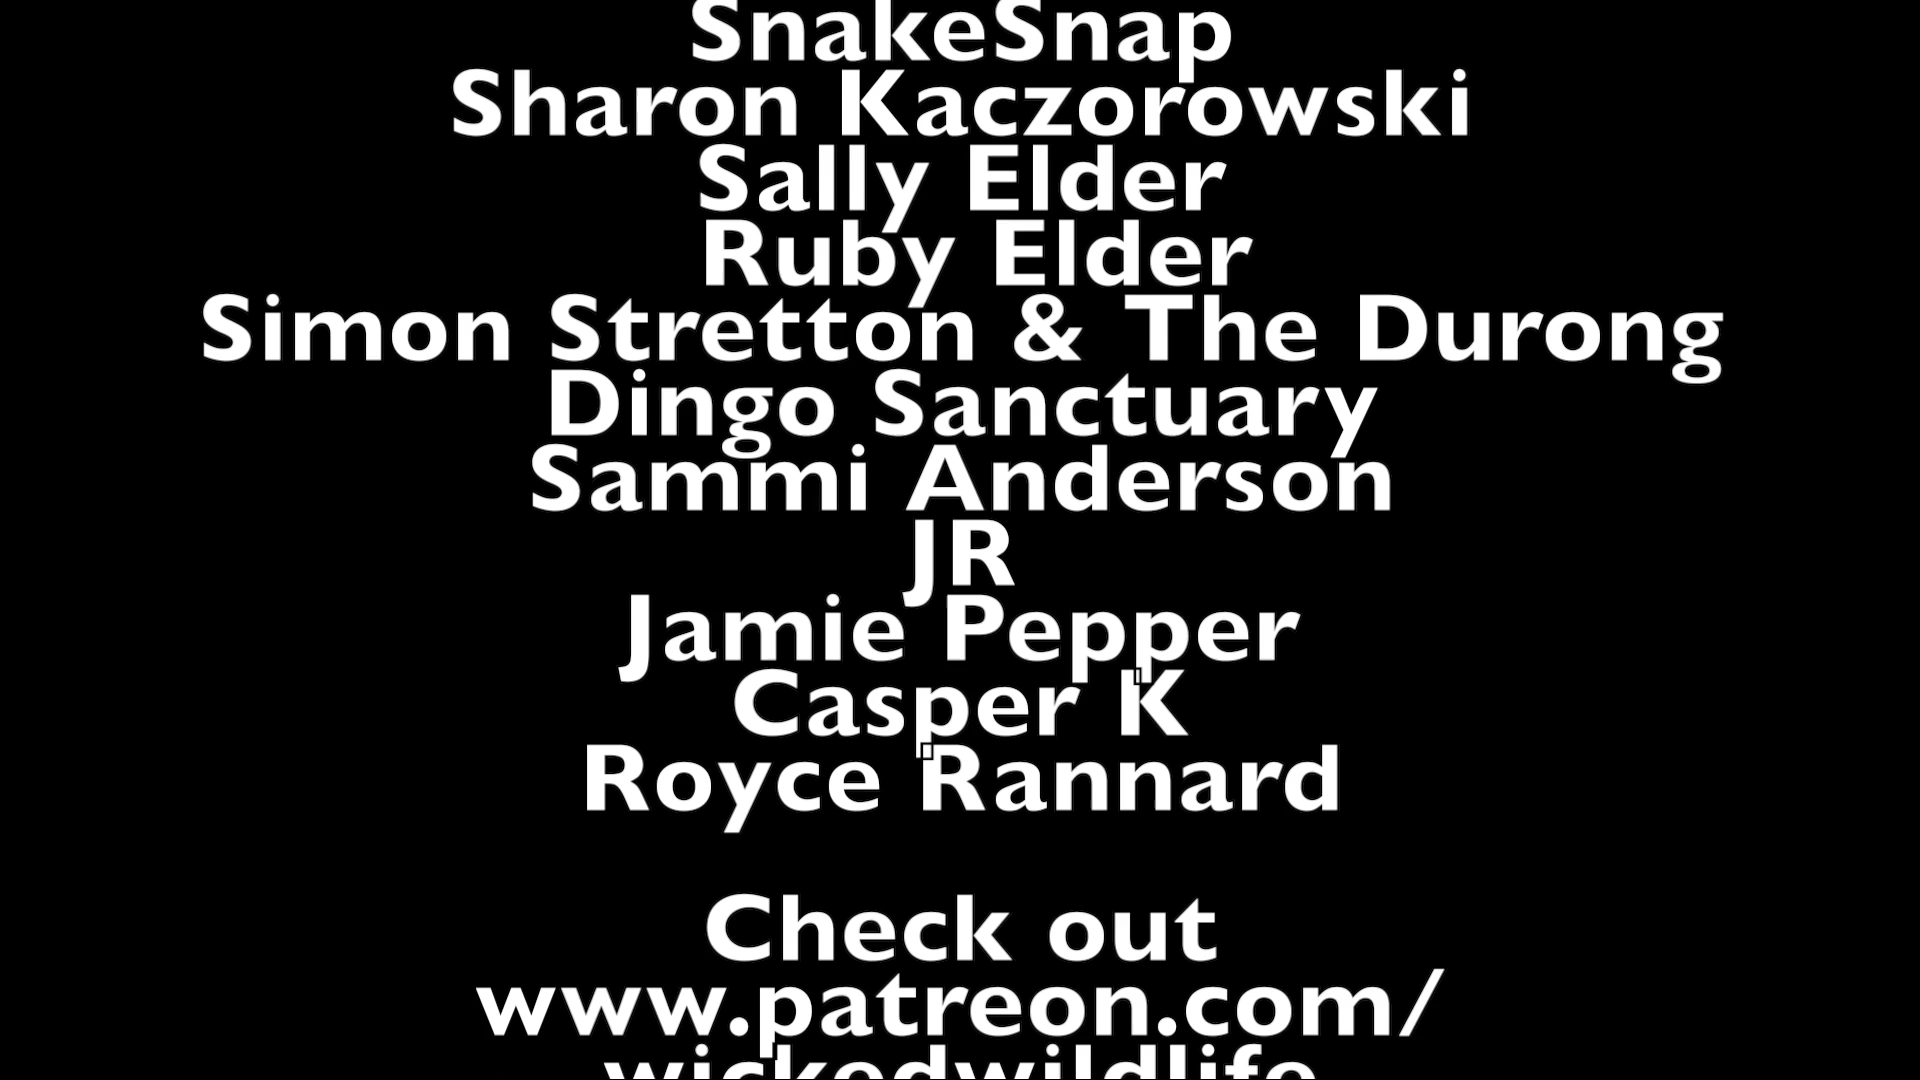 SnakeSnap
Sharon Kaczorowski
Sally Elder
Ruby Elder
Simon Stretton & The Durong
Dingo Sanctuary
Sammi Anderson
JR
Jamie Pepper
Casper K
Royce Rannard
Check out
www.patreon.com/
wickedwildlife